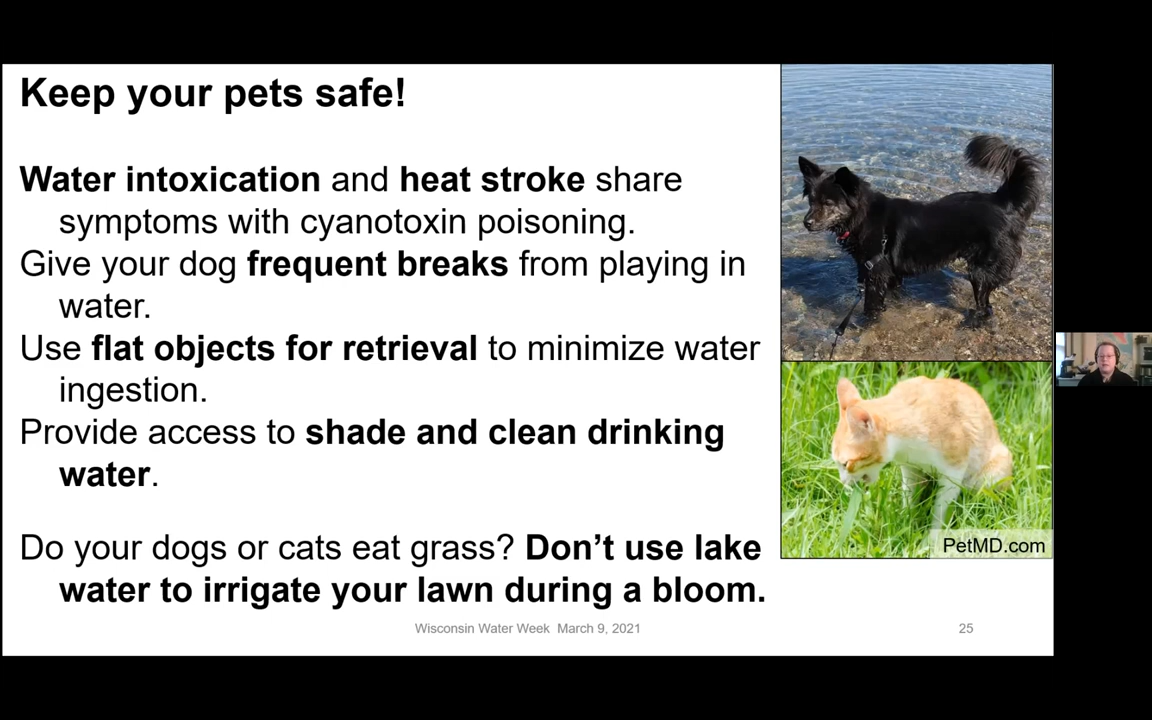 Keep your pets safe!
Water intoxication and heat stroke share
symptoms with cyanotoxin poisoning.
Give your dog frequent breaks from playing in
water.
Use flat objects for retrieval to minimize water
ingestion.
Provide access to shade and clean drinking
water.
Do your dogs or cats eat grass? Don’t use lake
water to irrigate your lawn during a bloom.
PetMD.com
Wisconsin Water Week March 9, 2021
25